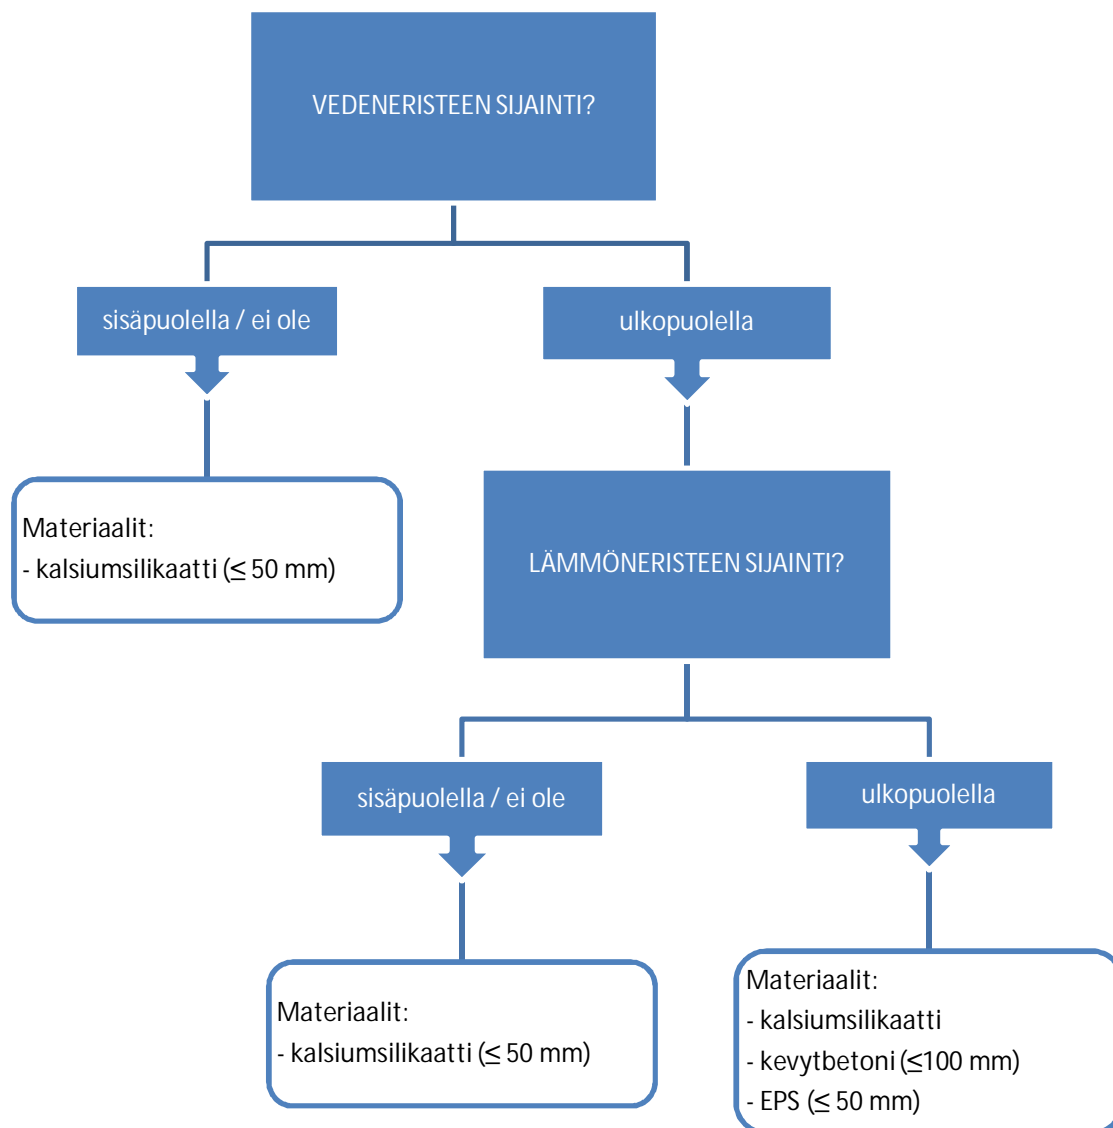 VEDENERISTEEN SIJAINTI?
sisäpuolella / ei ole
ulkopuolella
Materiaalit:
- kalsiumsilikaatti (≤ 50 mm)
LÄMMÖNERISTEEN SIJAINTI?
sisäpuolella / ei ole
ulkopuolella
Materiaalit:
- kalsiumsilikaatti (≤ 50 mm)
Materiaalit:
- kalsiumsilikaatti
- kevytbetoni (≤100 mm)
- EPS (≤ 50 mm)